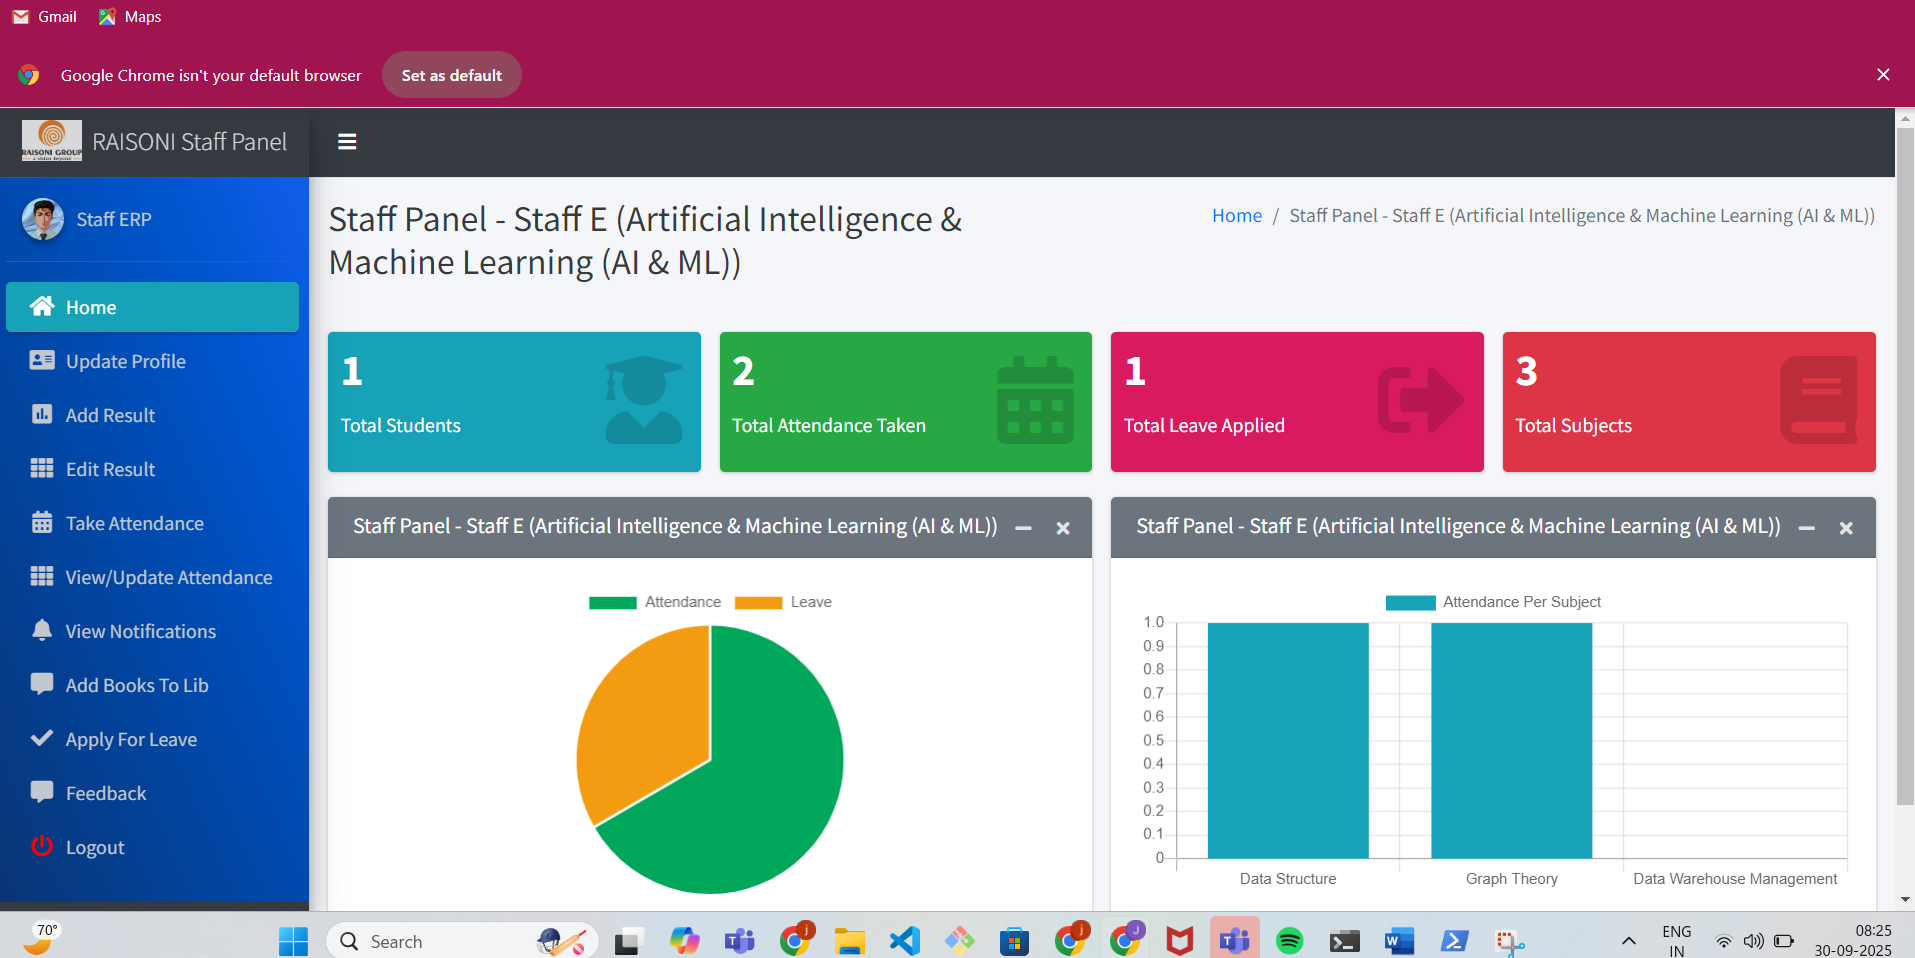 Gmail Maps
Google Chrome isn't your default browser Set as default
RAISONI GROUP
a vision beyond
RAISONI Staff Panel
Staff ERP
Home
Update Profile
Add Result
Edit Result
Take Attendance
View/Update Attendance
View Notifications
Add Books To Lib
Apply For Leave
Feedback
Logout
Staff Panel - Staff E (Artificial Intelligence &
Machine Learning (AI & ML))
Home / Staff Panel - Staff E (Artificial Intelligence & Machine Learning (AI & ML))
1
Total Students
2
Total Attendance Taken
1
Total Leave Applied
3
Total Subjects
Staff Panel - Staff E (Artificial Intelligence & Machine Learning (AI & ML))
Attendance Leave
Staff Panel - Staff E (Artificial Intelligence & Machine Learning (AI & ML))
Attendance Per Subject
1.0
0.9
0.8
0.7
0.6
0.5
0.4
0.3
0.2
0.1
0
Data Structure Graph Theory Data Warehouse Management
70°
Search
j
j
J
ENG
IN
08:25
30-09-2025